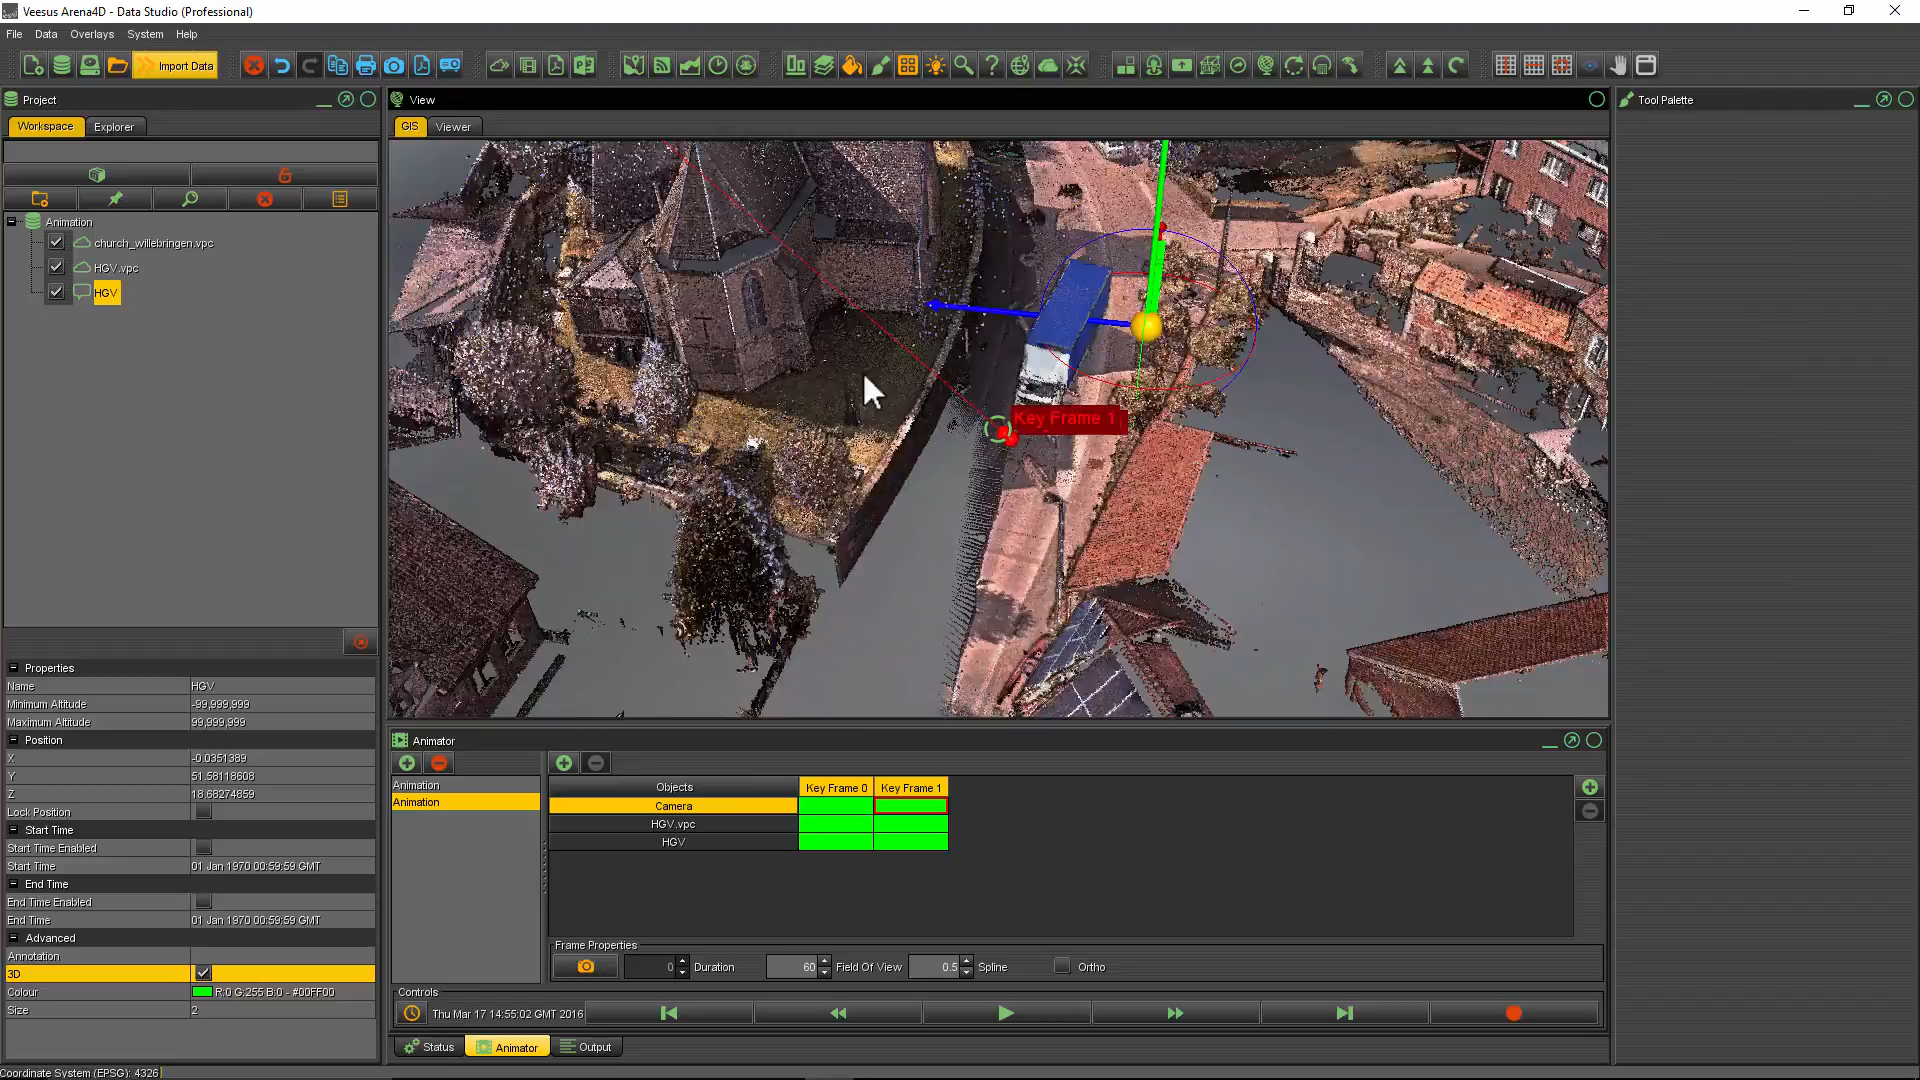 Veesus Arena4D - Data Studio (Professional)
File Data Overlays System Help
Import Data
Project
Workspace Explorer
Animation
church_willebringen.vpc
HGV.vpc
HGV
Properties
Name HGV
Minimum Altitude -99,999,999
Maximum Altitude 99,999,999
Position
X -0.0351389
Y 51.58118608
Z 18.68274859
Lock Position
Start Time
Start Time Enabled
Start Time 01 Jan 1970 00:59:59 GMT
End Time
End Time Enabled
End Time 01 Jan 1970 00:59:59 GMT
Advanced
Annotation
3D
Colour R:0 G:255 B:0 - #00FF00
Size 2
Coordinate System (EPSG): 4326
View
GIS Viewer
Key Frame 1
Animator
Animation
Animation
Objects Key Frame 0 Key Frame 1
Camera
HGV.vpc
HGV
Frame Properties
0 Duration 60 Field Of View 0.5 Spline Ortho
Controls
Thu Mar 17 14:55:02 GMT 2016
Status Animator Output
Tool Palette